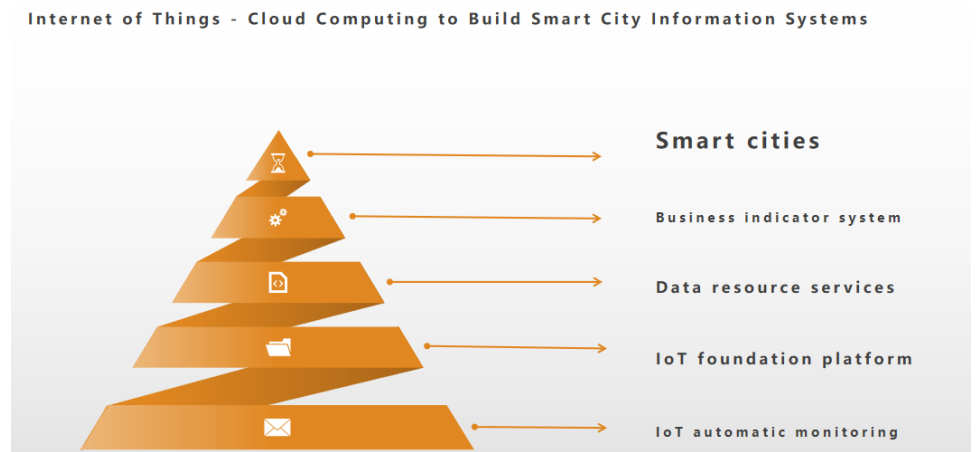 Internet of Things - Cloud Computing to Build Smart City Information Systems
Smart cities
Business indicator system
Data resource services
IoT foundation platform
IoT automatic monitoring